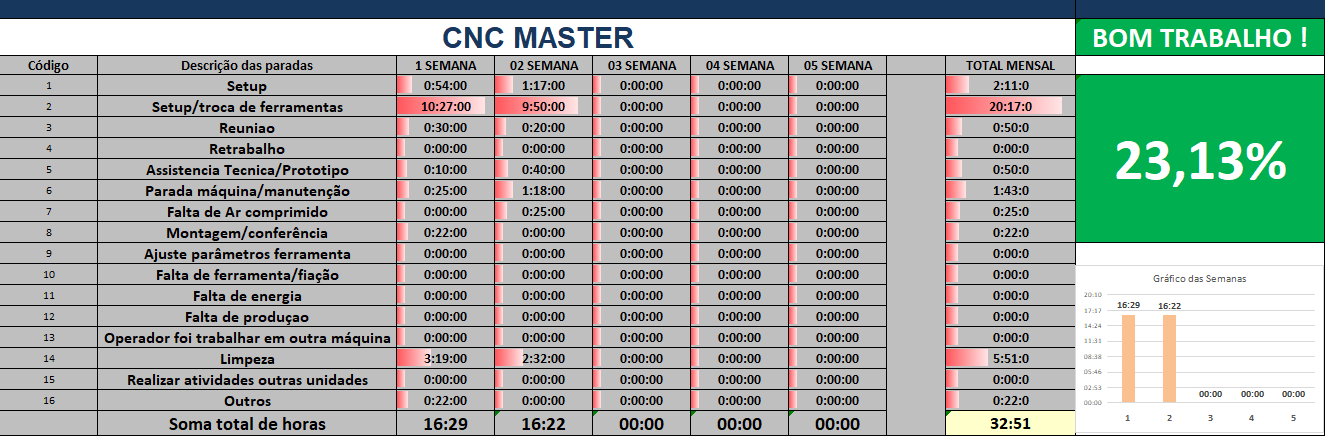 CNC MASTER
BOM TRABALHO !
Código Descrição das paradas 1 SEMANA 02 SEMANA 03 SEMANA 04 SEMANA 05 SEMANA TOTAL MENSAL
1 Setup 0:54:00 1:17:00 0:00:00 0:00:00 0:00:00 2:11:0
2 Setup/troca de ferramentas 10:27:00 9:50:00 0:00:00 0:00:00 0:00:00 20:17:0
3 Reuniao 0:30:00 0:20:00 0:00:00 0:00:00 0:00:00 0:50:0
4 Retrabalho 0:00:00 0:00:00 0:00:00 0:00:00 0:00:00 0:00:0
5 Assistencia Tecnica/Prototipo 0:10:00 0:40:00 0:00:00 0:00:00 0:00:00 0:50:0
6 Parada máquina/manutenção 0:25:00 1:18:00 0:00:00 0:00:00 0:00:00 1:43:0
7 Falta de Ar comprimido 0:00:00 0:25:00 0:00:00 0:00:00 0:00:00 0:25:0
8 Montagem/conferência 0:22:00 0:00:00 0:00:00 0:00:00 0:00:00 0:22:0
9 Ajuste parâmetros ferramenta 0:00:00 0:00:00 0:00:00 0:00:00 0:00:00 0:00:0
10 Falta de ferramenta/fiação 0:00:00 0:00:00 0:00:00 0:00:00 0:00:00 0:00:0
11 Falta de energia 0:00:00 0:00:00 0:00:00 0:00:00 0:00:00 0:00:0
12 Falta de produçao 0:00:00 0:00:00 0:00:00 0:00:00 0:00:00 0:00:0
13 Operador foi trabalhar em outra máquina 0:00:00 0:00:00 0:00:00 0:00:00 0:00:00 0:00:0
14 Limpeza 3:19:00 2:32:00 0:00:00 0:00:00 0:00:00 5:51:0
15 Realizar atividades outras unidades 0:00:00 0:00:00 0:00:00 0:00:00 0:00:00 0:00:0
16 Outros 0:22:00 0:00:00 0:00:00 0:00:00 0:00:00 0:22:0
Soma total de horas 16:29 16:22 00:00 00:00 00:00 32:51
23,13%
Gráfico das Semanas
20:10
17:17
14:24
11:31
08:38
05:46
02:53
00:00
16:29 16:22 00:00 00:00 00:00
1 2 3 4 5